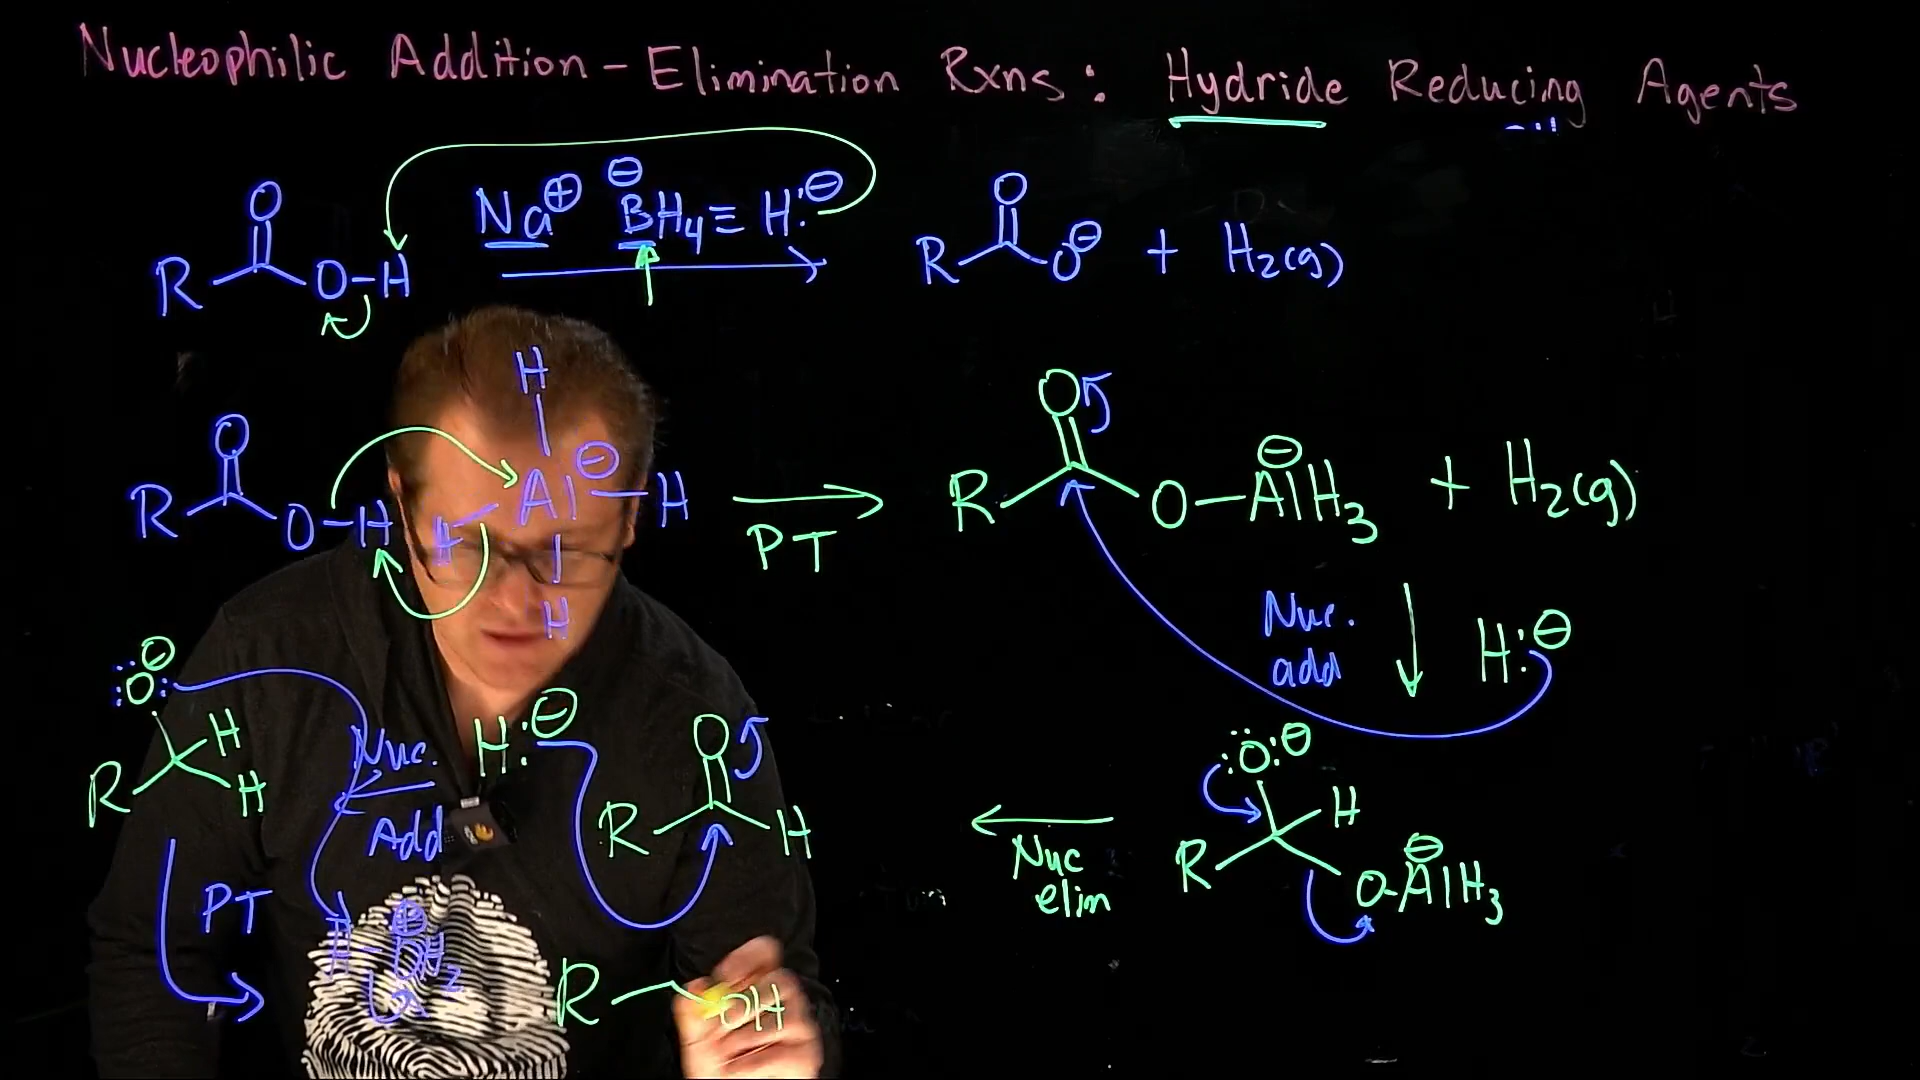 Nucleophilic Addition - Elimination Rxns: Hydride Reducing Agents
R O O-H Na⊕ ⊖BH4 ≡ H:⊖ R O O⊖ + H2(g)
R O O-H H H Al⊖ H H PT R O O-AlH3⊖ + H2(g)
Nuc. add H:⊖
R :Ö:⊖ H H Nuc. Add H:⊖ R O H Nuc elim R :Ö:⊖ H O-AlH3⊖
PT H-OH2⊕ R OH